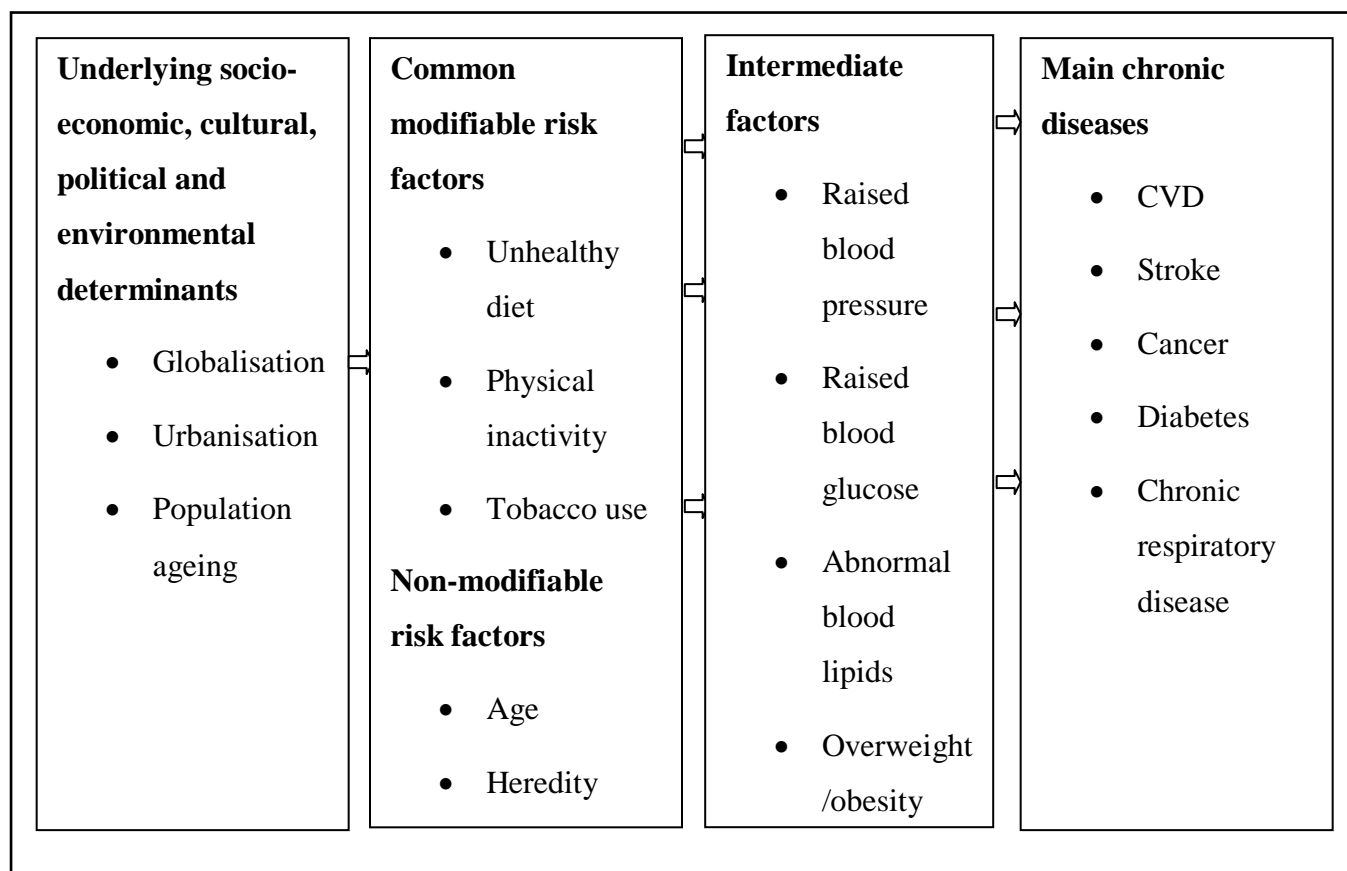 Underlying socio-
economic, cultural,
political and
environmental
determinants
• Globalisation
• Urbanisation
• Population
ageing
Common
modifiable risk
factors
• Unhealthy
diet
• Physical
inactivity
• Tobacco use
Non-modifiable
risk factors
• Age
• Heredity
Intermediate
factors
• Raised
blood
pressure
• Raised
blood
glucose
• Abnormal
blood
lipids
• Overweight
/obesity
Main chronic
diseases
• CVD
• Stroke
• Cancer
• Diabetes
• Chronic
respiratory
disease